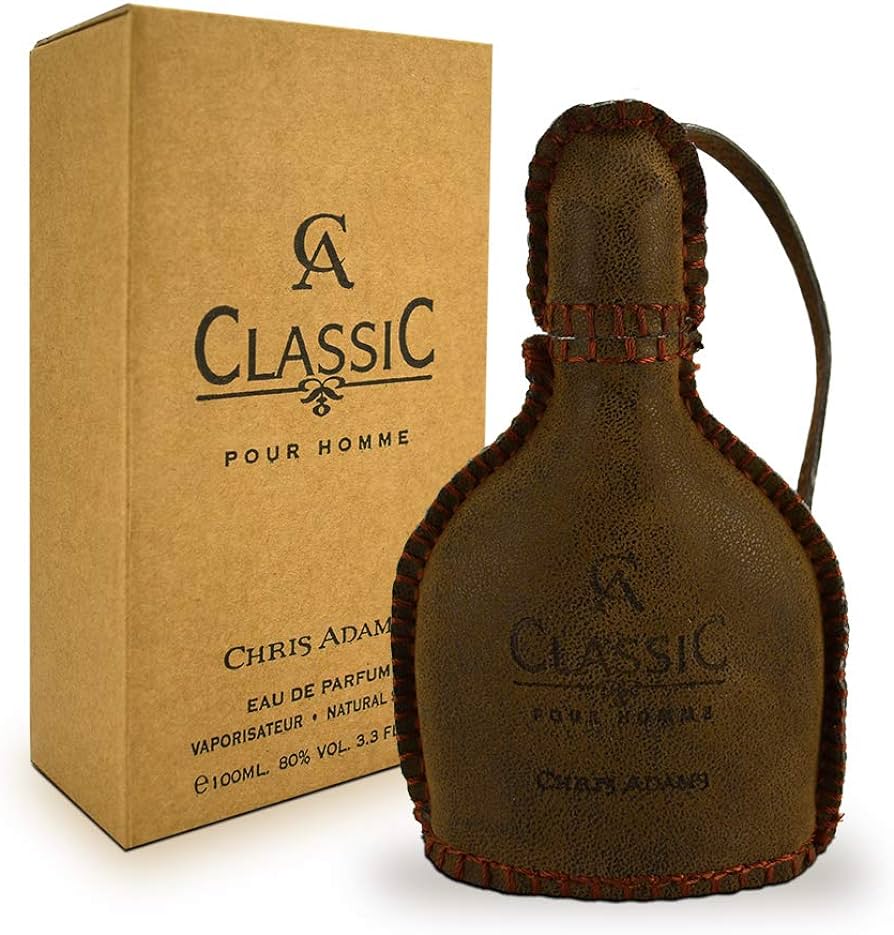 CA
CLASSIC
POUR HOMME
CHRIS ADAMS
EAU DE PARFUM
VAPORISATEUR • NATURAL
℮100ML. 80% VOL. 3.3 FL
CA
CLASSIC
POUR HOMME
CHRIS ADAMS